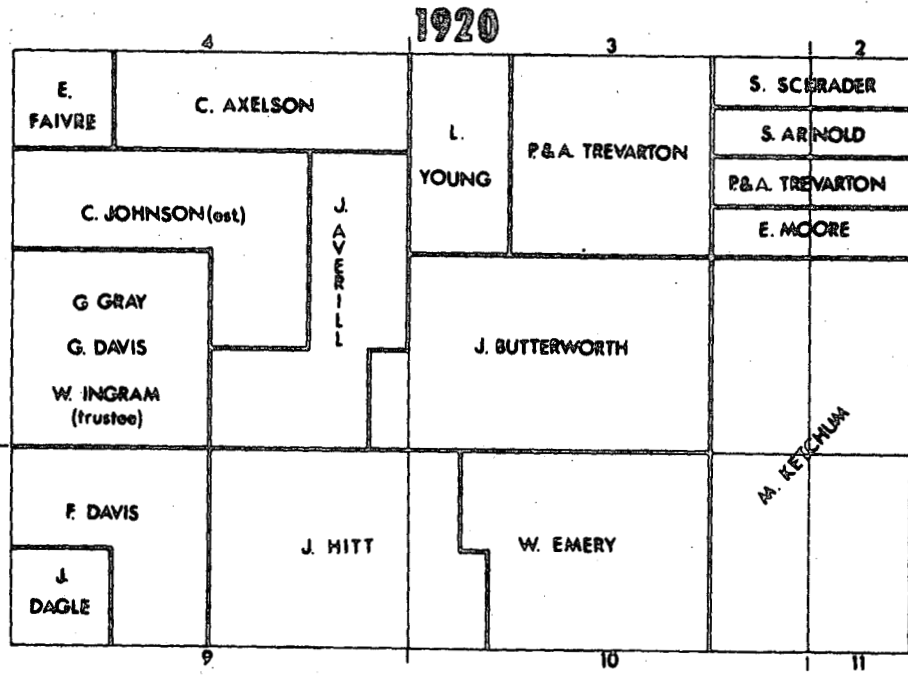 1920
4
3
2
E.
FAIVRE
C. AXELSON
L.
YOUNG
P.&A. TREVARTON
S. SCHRADER
S. ARNOLD
P.&A. TREVARTON
E. MOORE
C. JOHNSON (est)
J.
A
V
E
R
I
L
L
G GRAY
G. DAVIS
W. INGRAM
(trustee)
J. BUTTERWORTH
M. KETCHUM
F. DAVIS
J. HITT
W. EMERY
J.
DAGLE
9
10
11